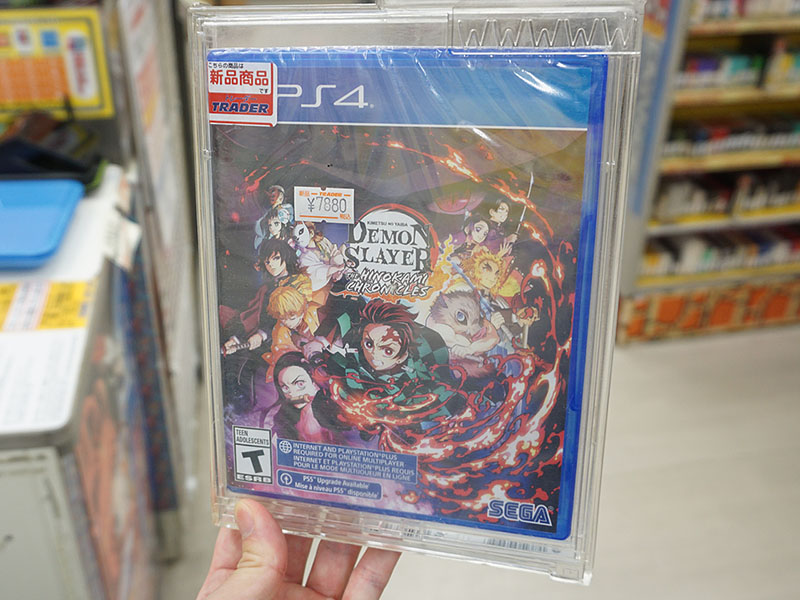 こちらの商品は
新品商品
です
TRADER
PS4
新品 TRADER
¥7880
税込
KIMETSU NO YAIBA
DEMON
SLAYER
THE HINOKAMI
CHRONICLES
TEEN
ADOLESCENTS
T
ESRB
INTERNET AND PLAYSTATION®PLUS
REQUIRED FOR ONLINE MULTIPLAYER
INTERNET ET PLAYSTATION®PLUS REQUIS
POUR LE MODE MULTIJOUEUR EN LIGNE
PS5™ Upgrade Available
Mise à niveau PS5™ disponible
SEGA